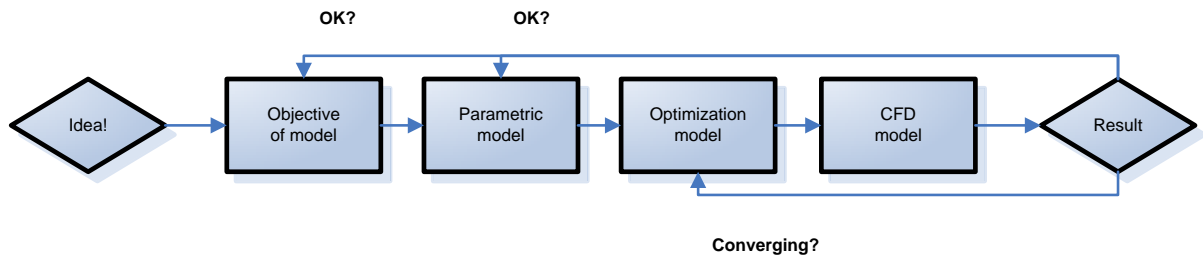 OK?
OK?
Idea!
Objective
of model
Parametric
model
Optimization
model
CFD
model
Result
Converging?